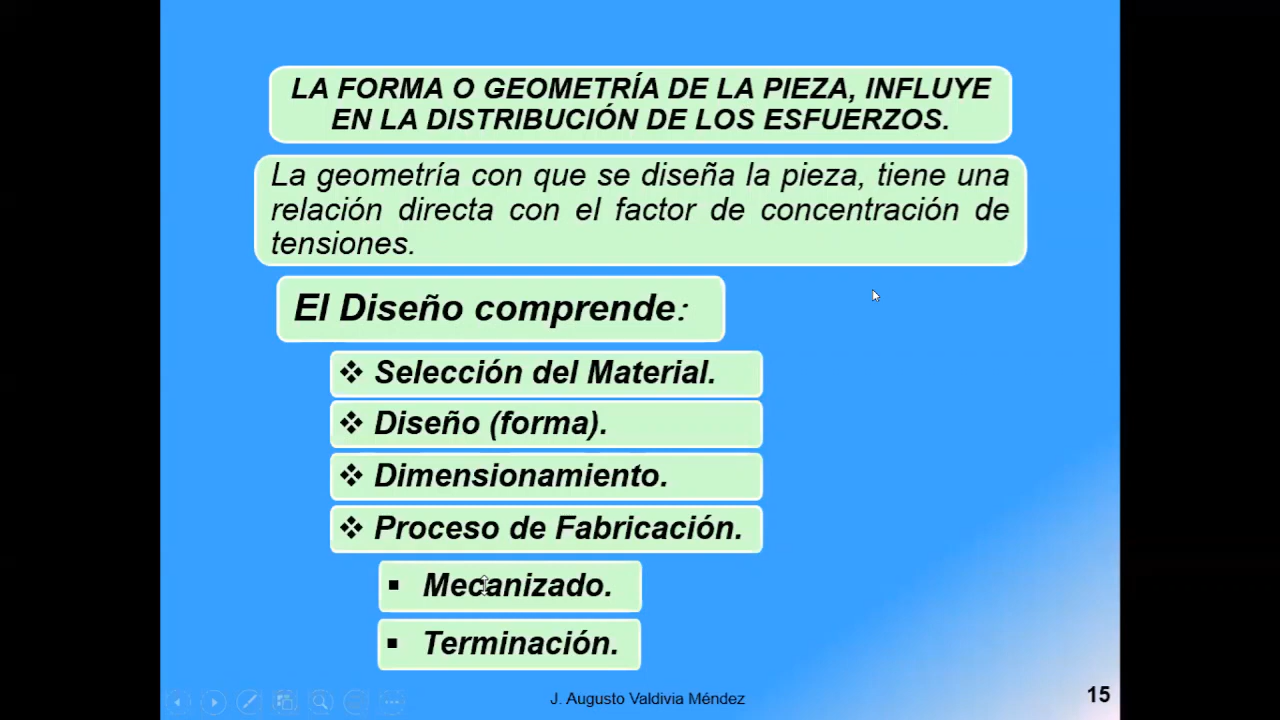 LA FORMA O GEOMETRÍA DE LA PIEZA, INFLUYE
EN LA DISTRIBUCIÓN DE LOS ESFUERZOS.
La geometría con que se diseña la pieza, tiene una
relación directa con el factor de concentración de
tensiones.
El Diseño comprende:
❖ Selección del Material.
❖ Diseño (forma).
❖ Dimensionamiento.
❖ Proceso de Fabricación.
▪ Mecanizado.
▪ Terminación.
J. Augusto Valdivia Méndez
15